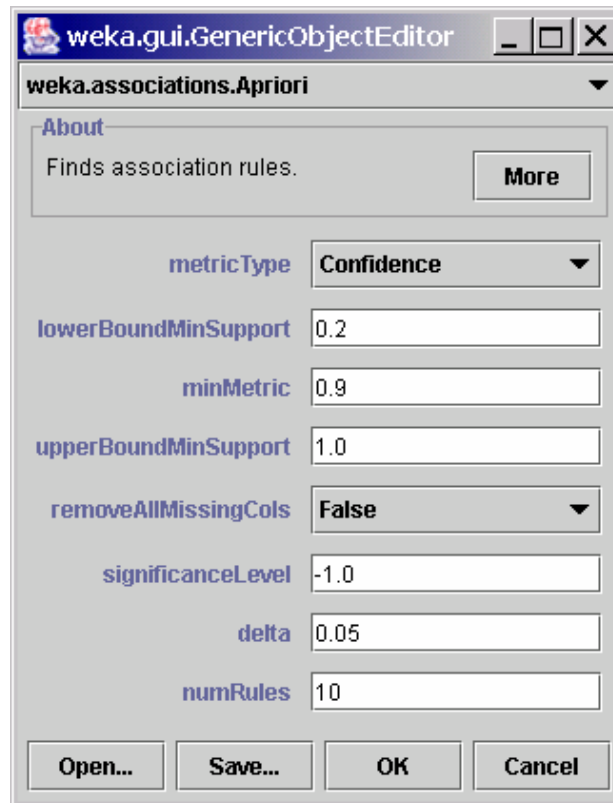 weka.gui.GenericObjectEditor
weka.associations.Apriori
About
Finds association rules.
More
metricType Confidence
lowerBoundMinSupport 0.2
minMetric 0.9
upperBoundMinSupport 1.0
removeAllMissingCols False
significanceLevel -1.0
delta 0.05
numRules 10
Open... Save... OK Cancel